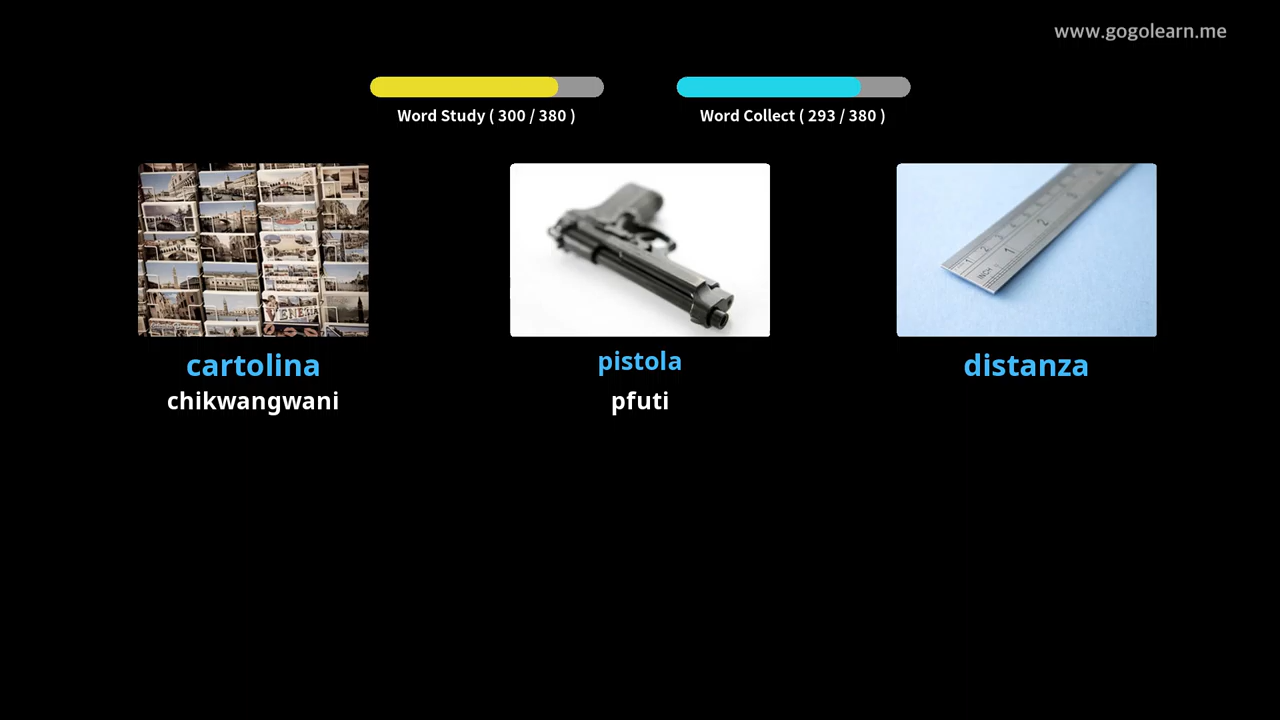 www.gogolearn.me
Word Study ( 300 / 380 )
Word Collect ( 293 / 380 )
cartolina
chikwangwani
pistola
pfuti
distanza